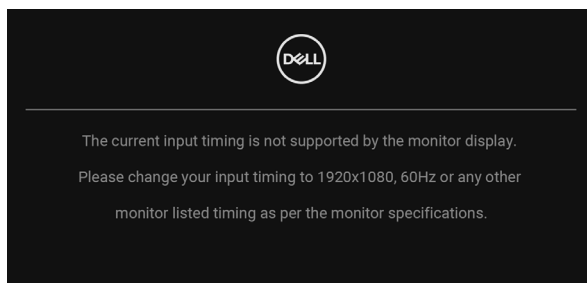 DELL
The current input timing is not supported by the monitor display.
Please change your input timing to 1920x1080, 60Hz or any other
monitor listed timing as per the monitor specifications.